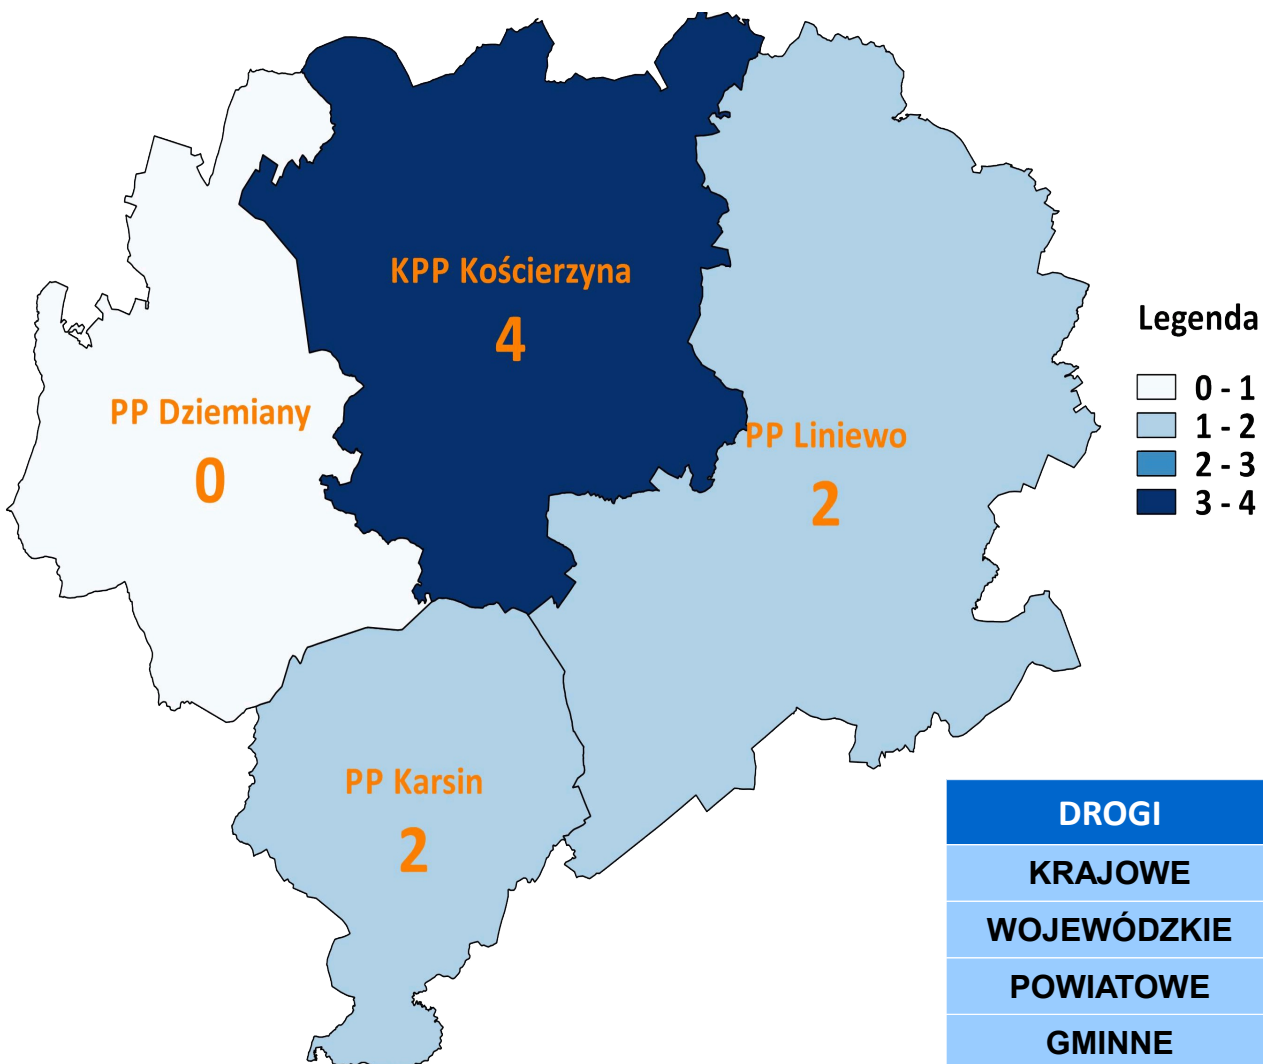 KPP Kościerzyna
4
PP Dziemiany
0
PP Liniewo
2
PP Karsin
2
Legenda
0 - 1
1 - 2
2 - 3
3 - 4
DROGI
KRAJOWE
WOJEWÓDZKIE
POWIATOWE
GMINNE